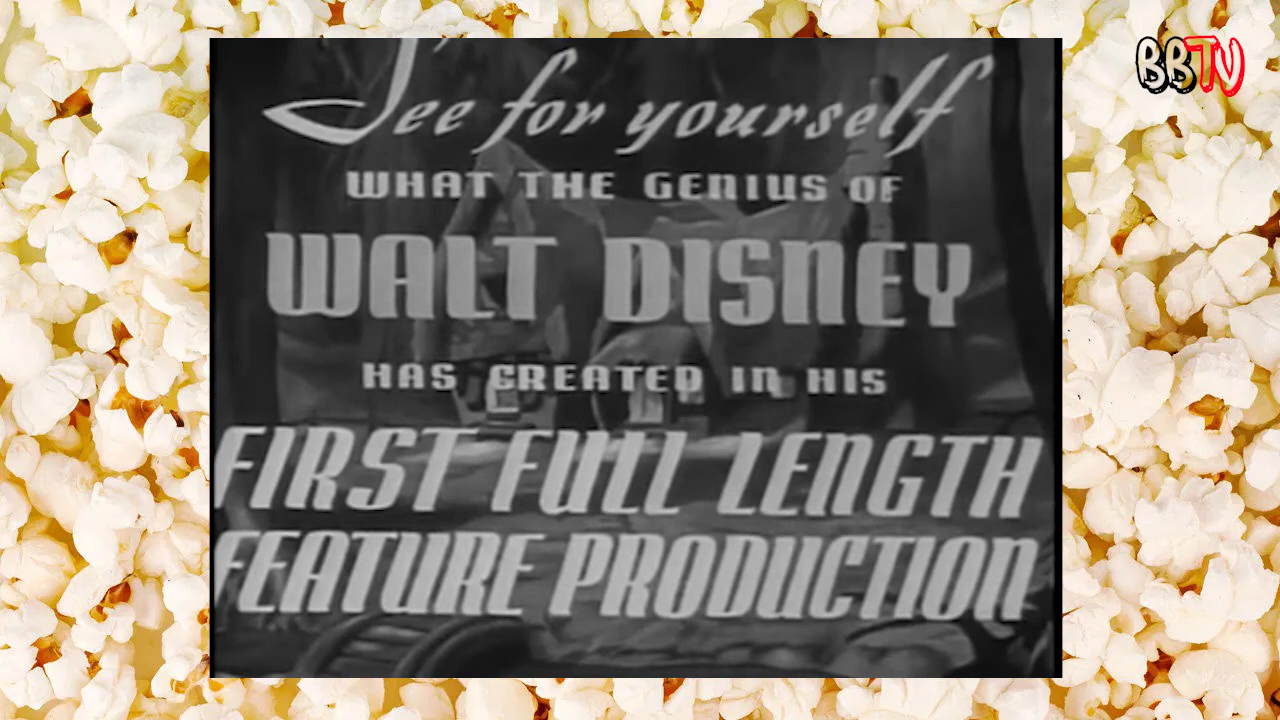 BBTV
See for yourself
WHAT THE GENIUS OF
WALT DISNEY
HAS CREATED IN HIS
FIRST FULL LENGTH
FEATURE PRODUCTION